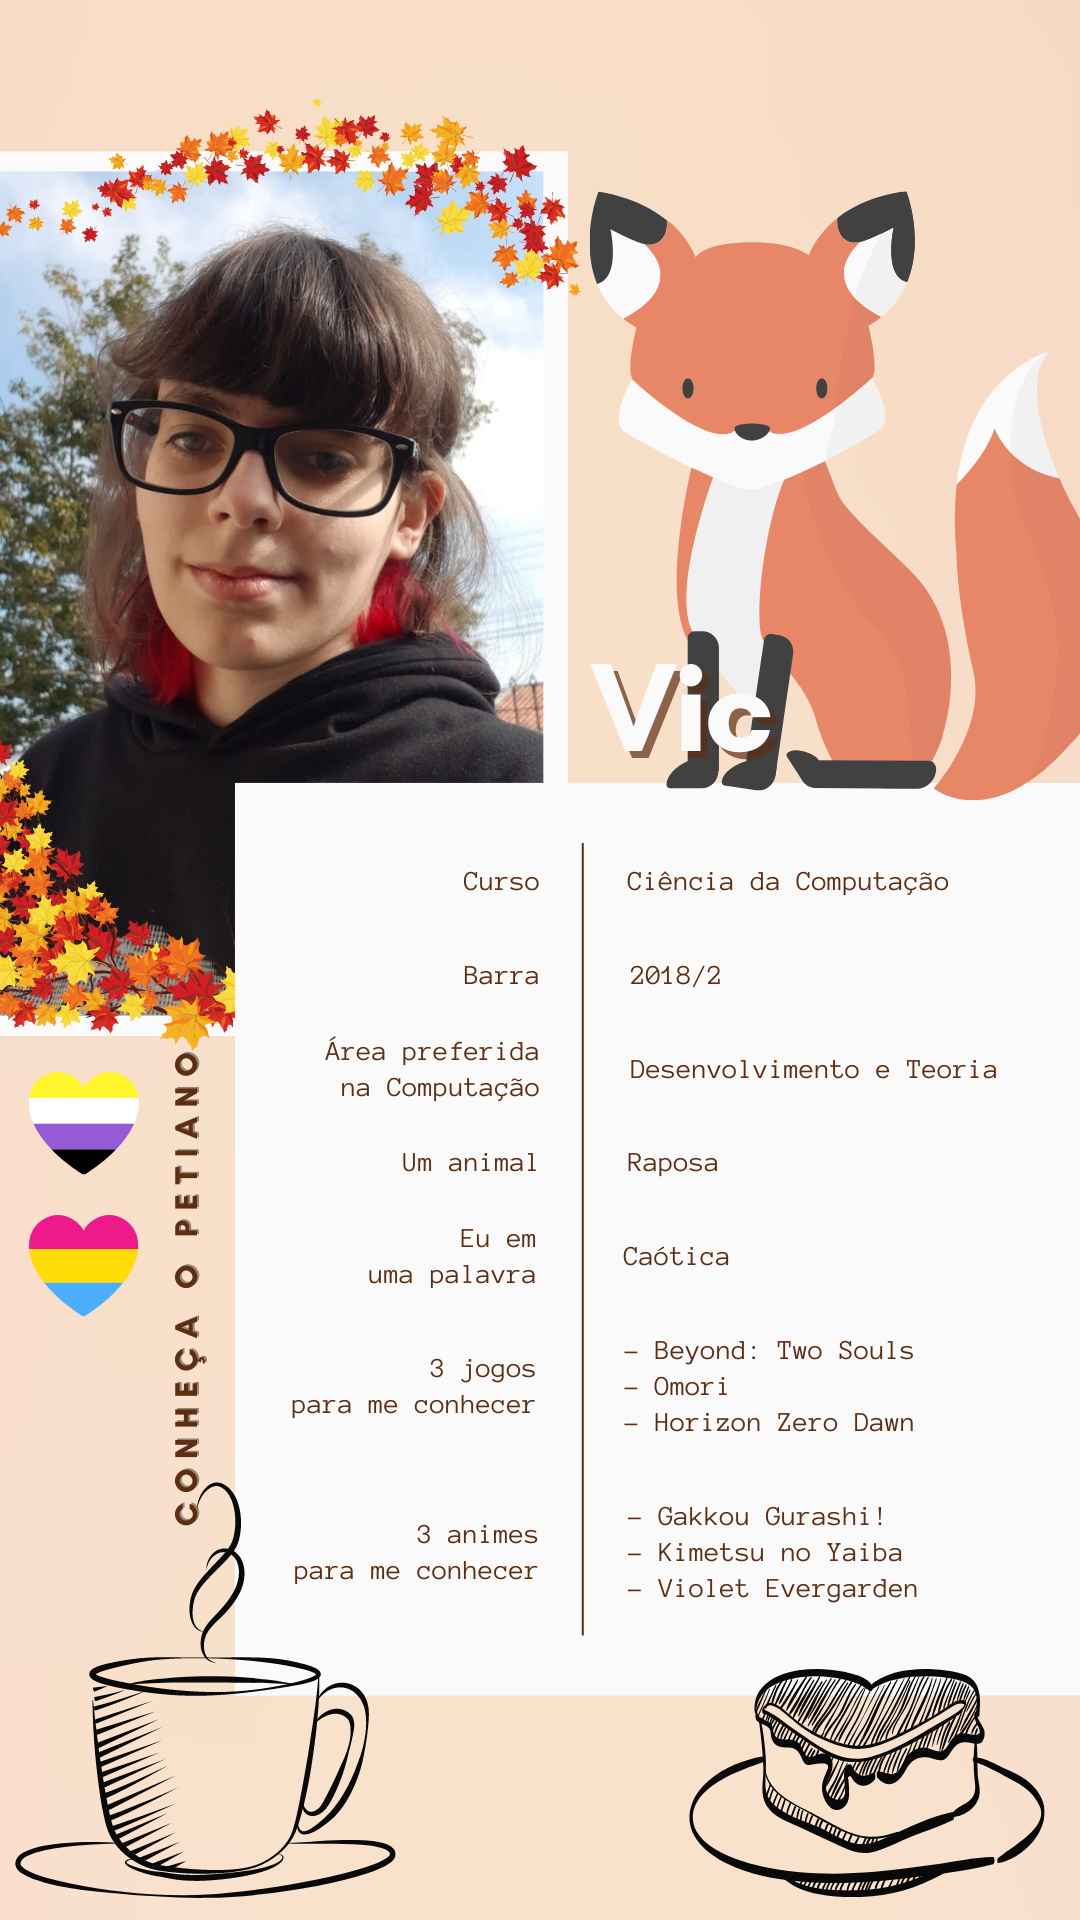 Vic
CONHEÇA O PETIANO
Curso
Ciência da Computação
Barra
2018/2
Área preferida
na Computação
Desenvolvimento e Teoria
Um animal
Raposa
Eu em
uma palavra
Caótica
3 jogos
para me conhecer
– Beyond: Two Souls
– Omori
– Horizon Zero Dawn
3 animes
para me conhecer
– Gakkou Gurashi!
– Kimetsu no Yaiba
– Violet Evergarden